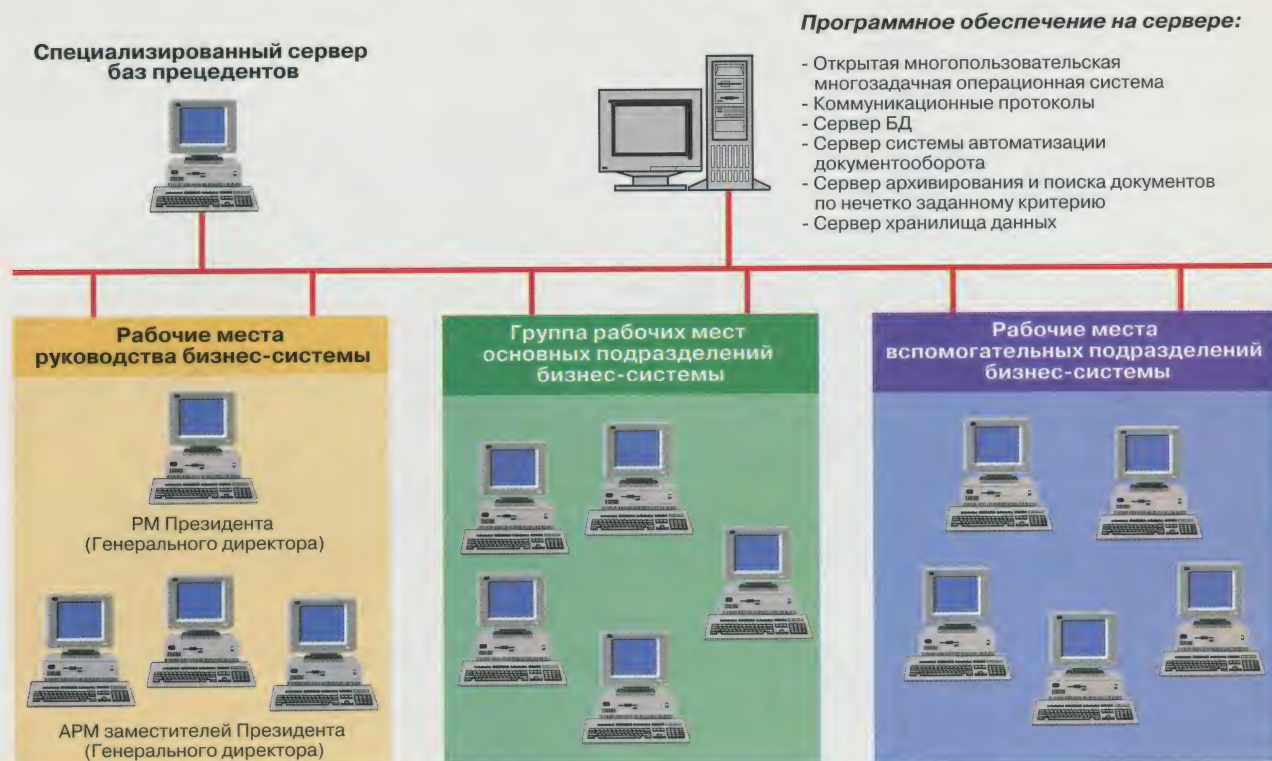 Специализированный сервер
баз прецедентов
Программное обеспечение на сервере:
- Открытая многопользовательская
многозадачная операционная система
- Коммуникационные протоколы
- Сервер БД
- Сервер системы автоматизации
документооборота
- Сервер архивирования и поиска документов
по нечетко заданному критерию
- Сервер хранилища данных
Рабочие места
руководства бизнес-системы
РМ Президента
(Генерального директора)
АРМ заместителей Президента
(Генерального директора)
Группа рабочих мест
основных подразделений
бизнес-системы
Рабочие места
вспомогательных подразделений
бизнес-системы